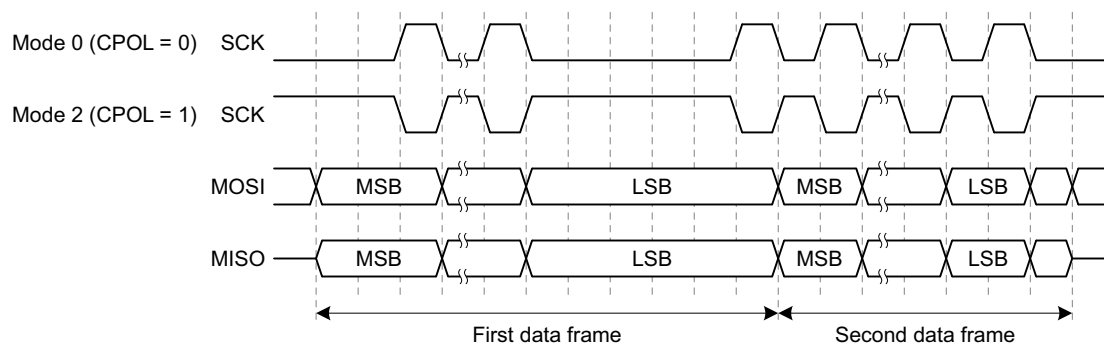 Mode 0 (CPOL = 0) SCK
Mode 2 (CPOL = 1) SCK
MOSI MSB LSB MSB LSB
MISO MSB LSB MSB LSB
First data frame Second data frame